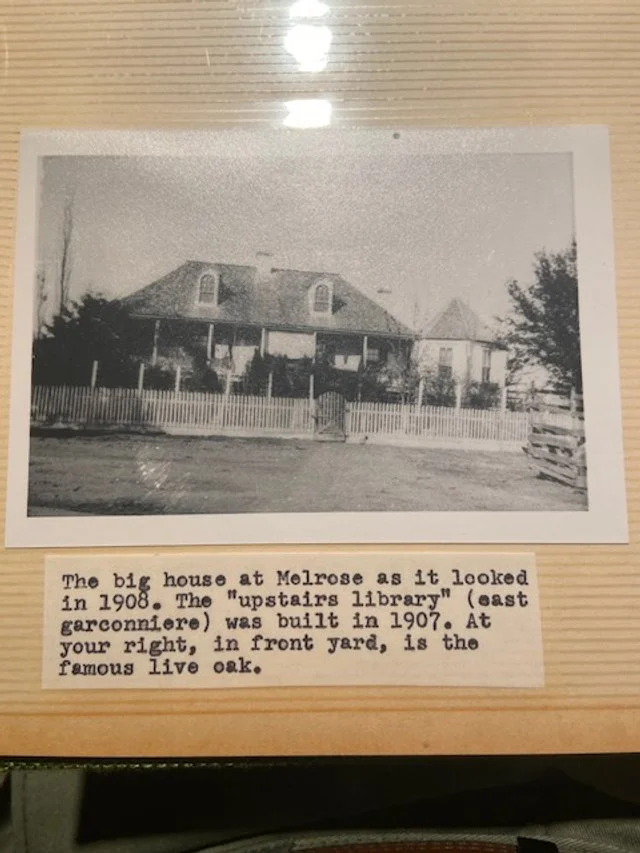 The big house at Melrose as it looked
in 1908. The "upstairs library" (east
garconniere) was built in 1907. At
your right, in front yard, is the
famous live oak.